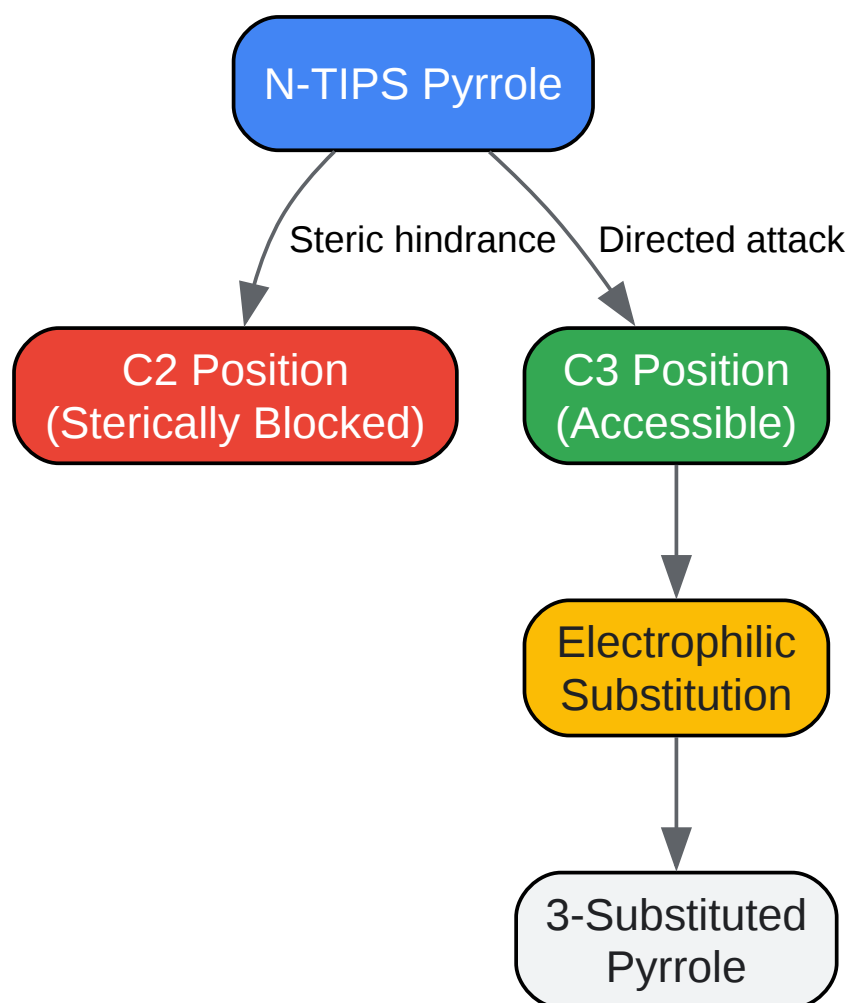 N-TIPS Pyrrole
Steric hindrance
Directed attack
C2 Position
(Sterically Blocked)
C3 Position
(Accessible)
Electrophilic
Substitution
3-Substituted
Pyrrole